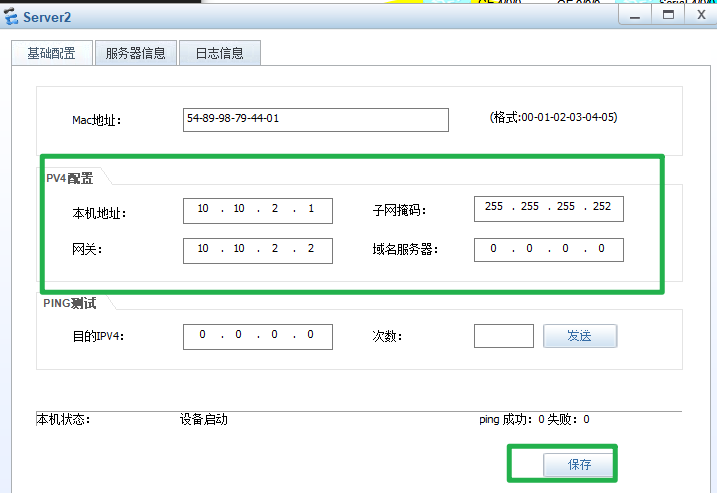 Server2
基础配置 服务器信息 日志信息
Mac地址： 54-89-98-79-44-01 (格式:00-01-02-03-04-05)
PV4配置
本机地址： 10 . 10 . 2 . 1 子网掩码： 255 . 255 . 255 . 252
网关： 10 . 10 . 2 . 2 域名服务器： 0 . 0 . 0 . 0
PING测试
目的IPV4： 0 . 0 . 0 . 0 次数： 发送
本机状态： 设备启动 ping 成功： 0 失败： 0
保存